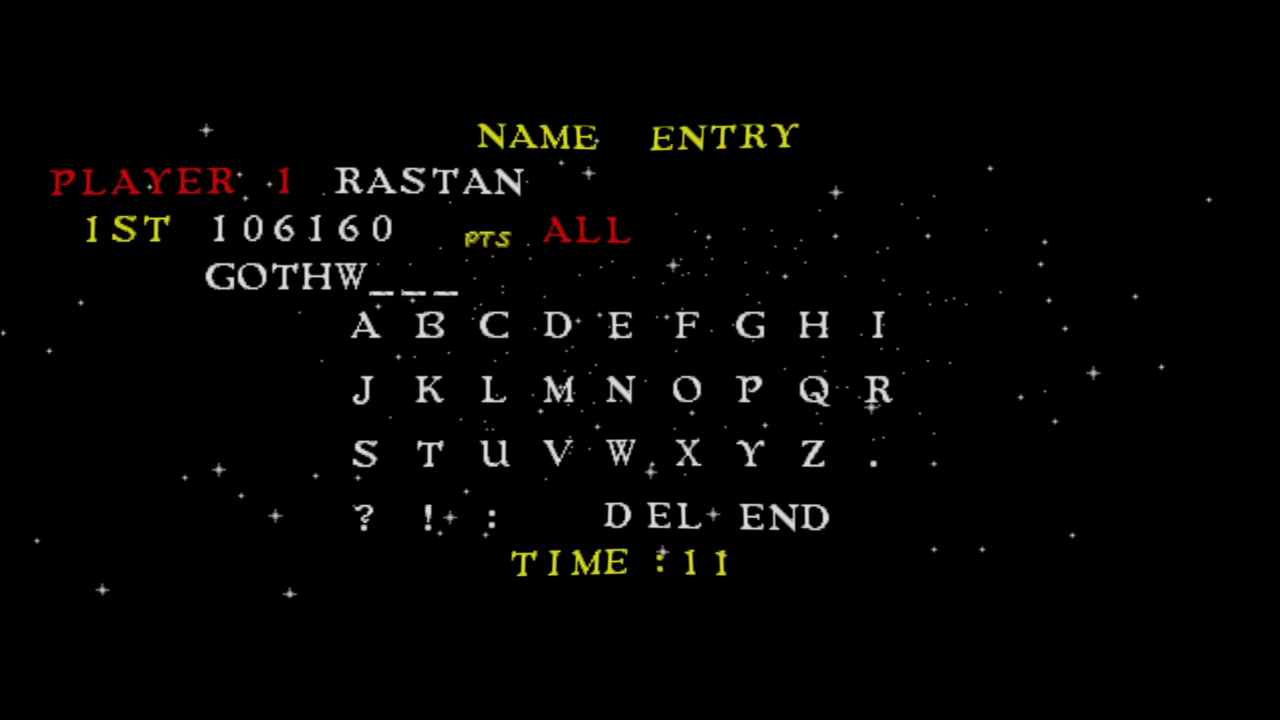 NAME ENTRY
PLAYER 1 RASTAN
1ST 106160 PTS ALL
GOTHW___
A B C D E F G H I
J K L M N O P Q R
S T U V W X Y Z .
? ! : DEL END
TIME :11